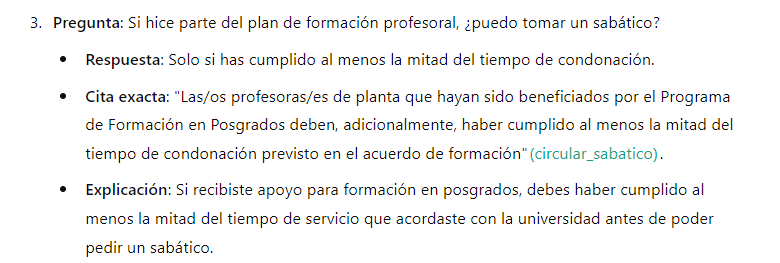 3. Pregunta: Si hice parte del plan de formación profesoral, ¿puedo tomar un sabático?
• Respuesta: Solo si has cumplido al menos la mitad del tiempo de condonación.
• Cita exacta: "Las/os profesoras/es de planta que hayan sido beneficiados por el Programa
de Formación en Posgrados deben, adicionalmente, haber cumplido al menos la mitad del
tiempo de condonación previsto en el acuerdo de formación" (circular_sabatico).
• Explicación: Si recibiste apoyo para formación en posgrados, debes haber cumplido al
menos la mitad del tiempo de servicio que acordaste con la universidad antes de poder
pedir un sabático.